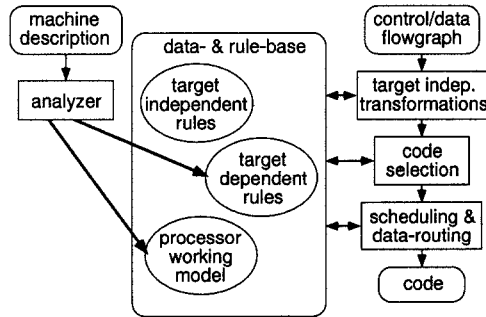 machine
description
analyzer
data- & rule-base
target
independent
rules
target
dependent
rules
processor
working
model
control/data
flowgraph
target indep.
transformations
code
selection
scheduling &
data-routing
code